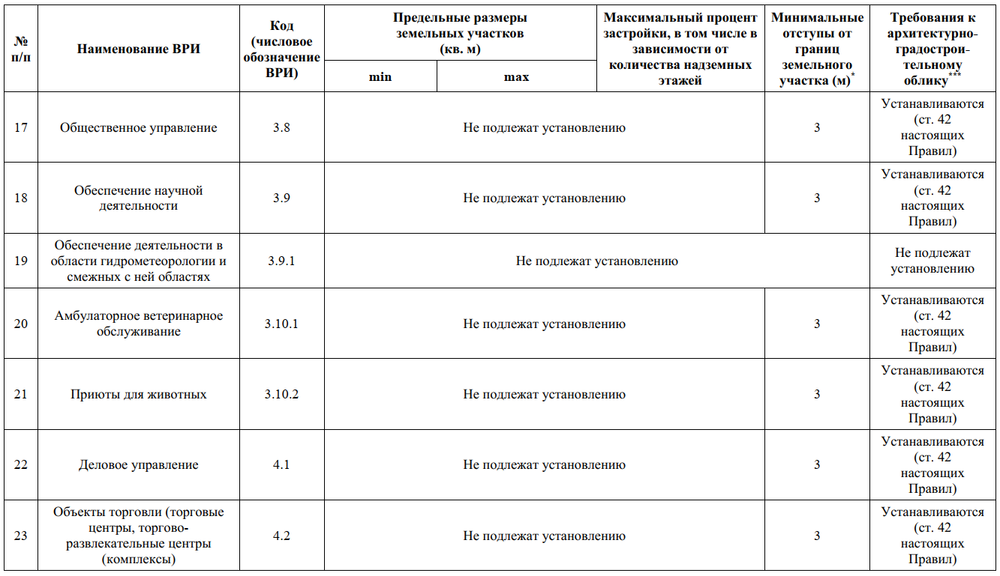 №
п/п
Наименование ВРИ
Код
(числовое
обозначение
ВРИ)
Предельные размеры
земельных участков
(кв. м)
min
max
Максимальный процент
застройки, в том числе в
зависимости от
количества надземных
этажей
Минимальные
отступы от
границ
земельного
участка (м)*
Требования к
архитектурно-
градострои-
тельному
облику***
17
Общественное управление
3.8
Не подлежат установлению
3
Устанавливаются
(ст. 42
настоящих
Правил)
18
Обеспечение научной
деятельности
3.9
Не подлежат установлению
3
Устанавливаются
(ст. 42
настоящих
Правил)
19
Обеспечение деятельности в
области гидрометеорологии и
смежных с ней областях
3.9.1
Не подлежат установлению
Не подлежат
установлению
20
Амбулаторное ветеринарное
обслуживание
3.10.1
Не подлежат установлению
3
Устанавливаются
(ст. 42
настоящих
Правил)
21
Приюты для животных
3.10.2
Не подлежат установлению
3
Устанавливаются
(ст. 42
настоящих
Правил)
22
Деловое управление
4.1
Не подлежат установлению
3
Устанавливаются
(ст. 42
настоящих
Правил)
23
Объекты торговли (торговые
центры, торгово-
развлекательные центры
(комплексы)
4.2
Не подлежат установлению
3
Устанавливаются
(ст. 42
настоящих
Правил)